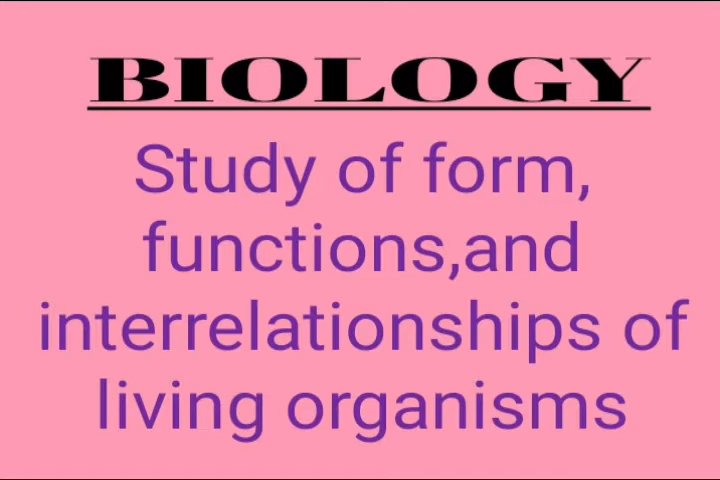 BIOLOGY
Study of form,
functions,and
interrelationships of
living organisms